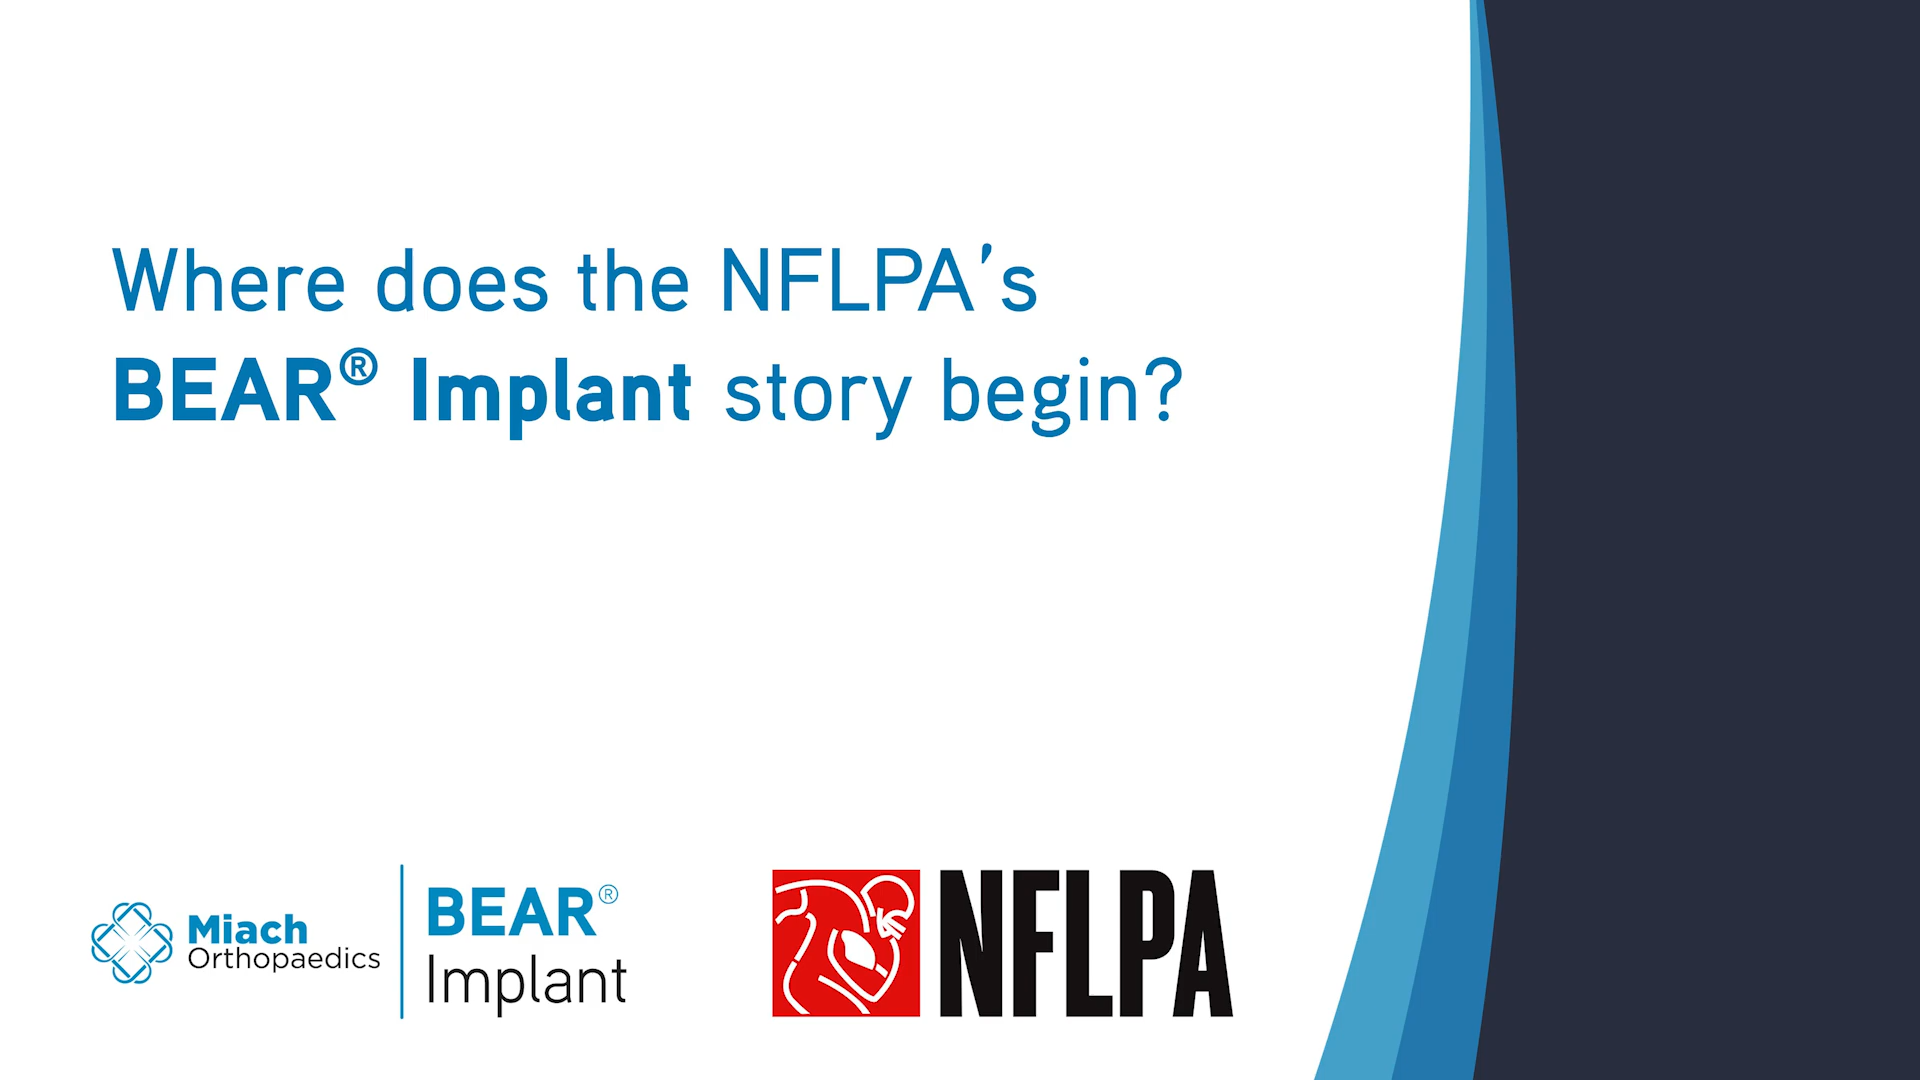 Where does the NFLPA’s
BEAR® Implant story begin?
Miach
Orthopaedics
BEAR®
Implant
NFLPA